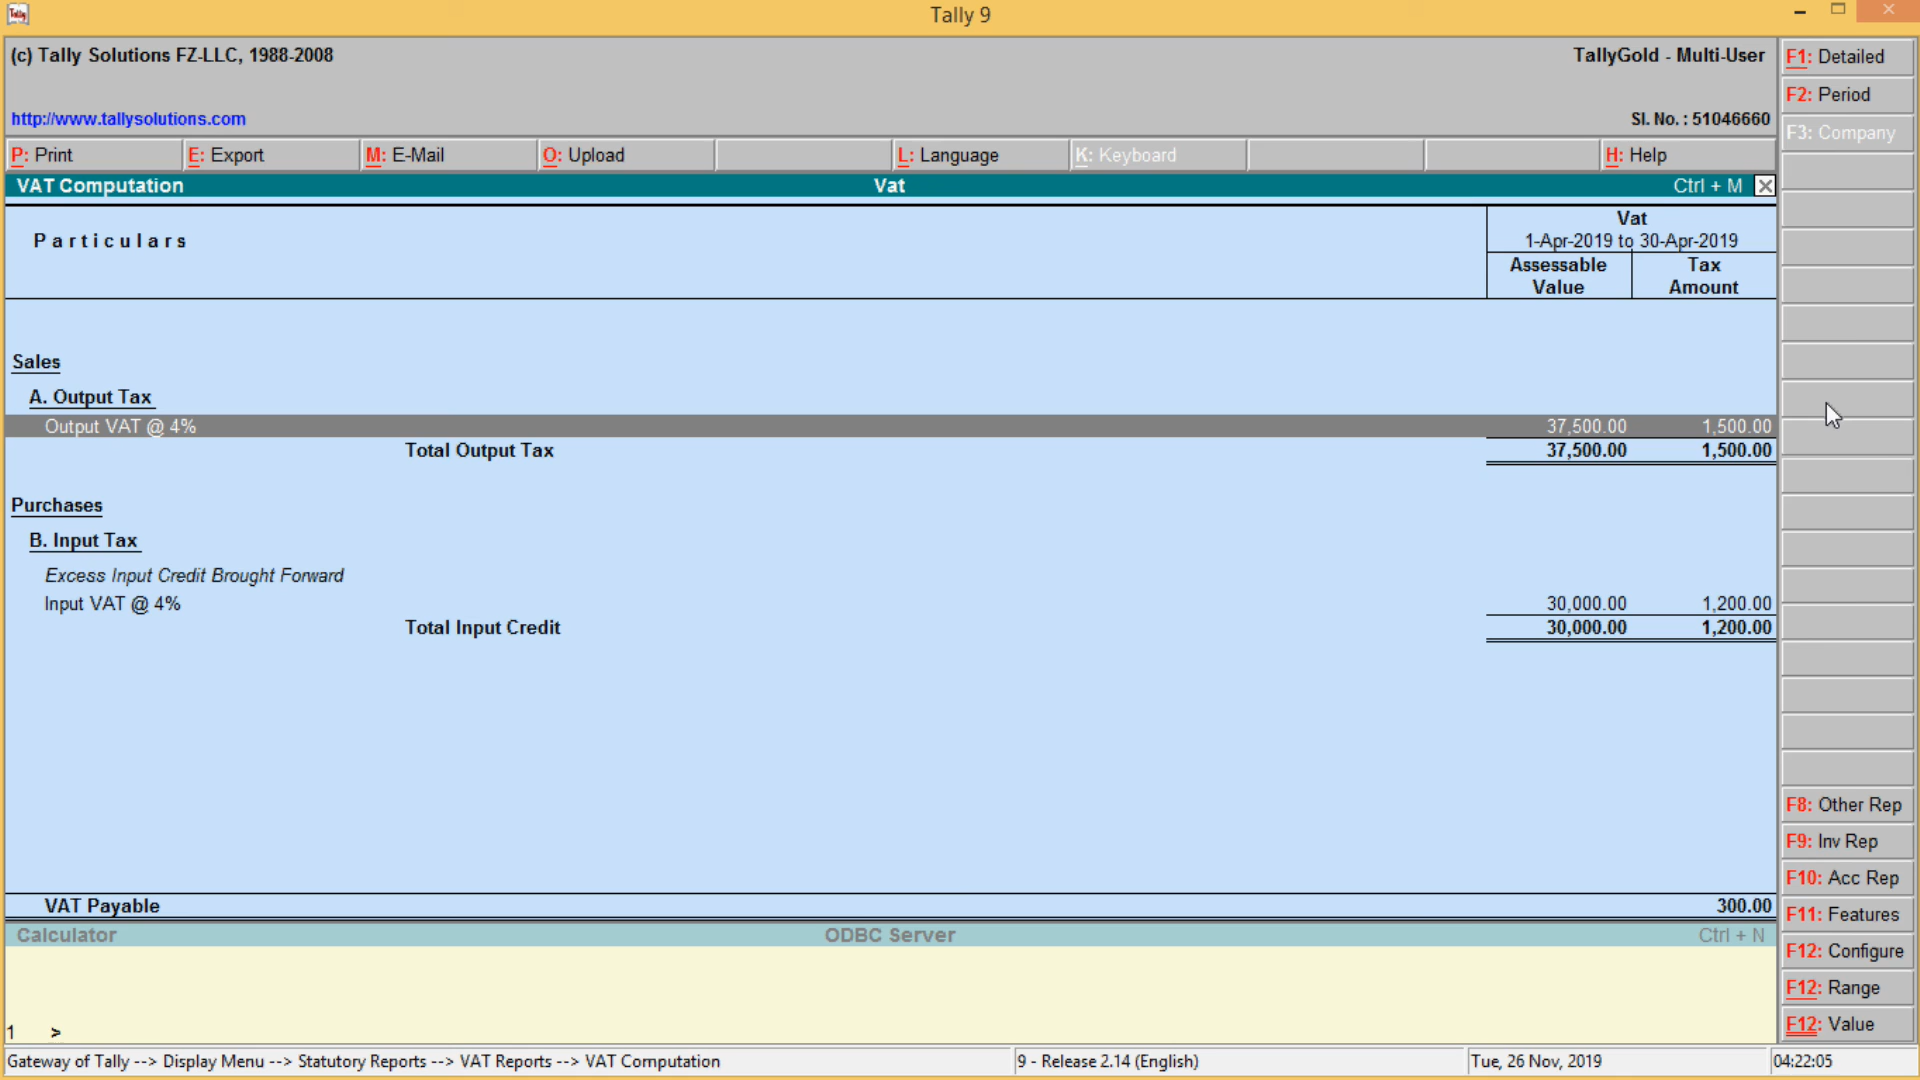 Tally 9
(c) Tally Solutions FZ-LLC, 1988-2008
TallyGold - Multi-User
http://www.tallysolutions.com
Sl. No. : 51046660
P: Print
E: Export
M: E-Mail
O: Upload
L: Language
K: Keyboard
H: Help
VAT Computation
Vat
Ctrl + M
Particulars
Vat
1-Apr-2019 to 30-Apr-2019
Assessable Value
Tax Amount
Sales
A. Output Tax
Output VAT @ 4% 37,500.00 1,500.00
Total Output Tax 37,500.00 1,500.00
Purchases
B. Input Tax
Excess Input Credit Brought Forward
Input VAT @ 4% 30,000.00 1,200.00
Total Input Credit 30,000.00 1,200.00
VAT Payable 300.00
Calculator
ODBC Server
Ctrl + N
1 >
Gateway of Tally --> Display Menu --> Statutory Reports --> VAT Reports --> VAT Computation
9 - Release 2.14 (English)
Tue, 26 Nov, 2019
04:22:05
F1: Detailed
F2: Period
F3: Company
F8: Other Rep
F9: Inv Rep
F10: Acc Rep
F11: Features
F12: Configure
F12: Range
F12: Value